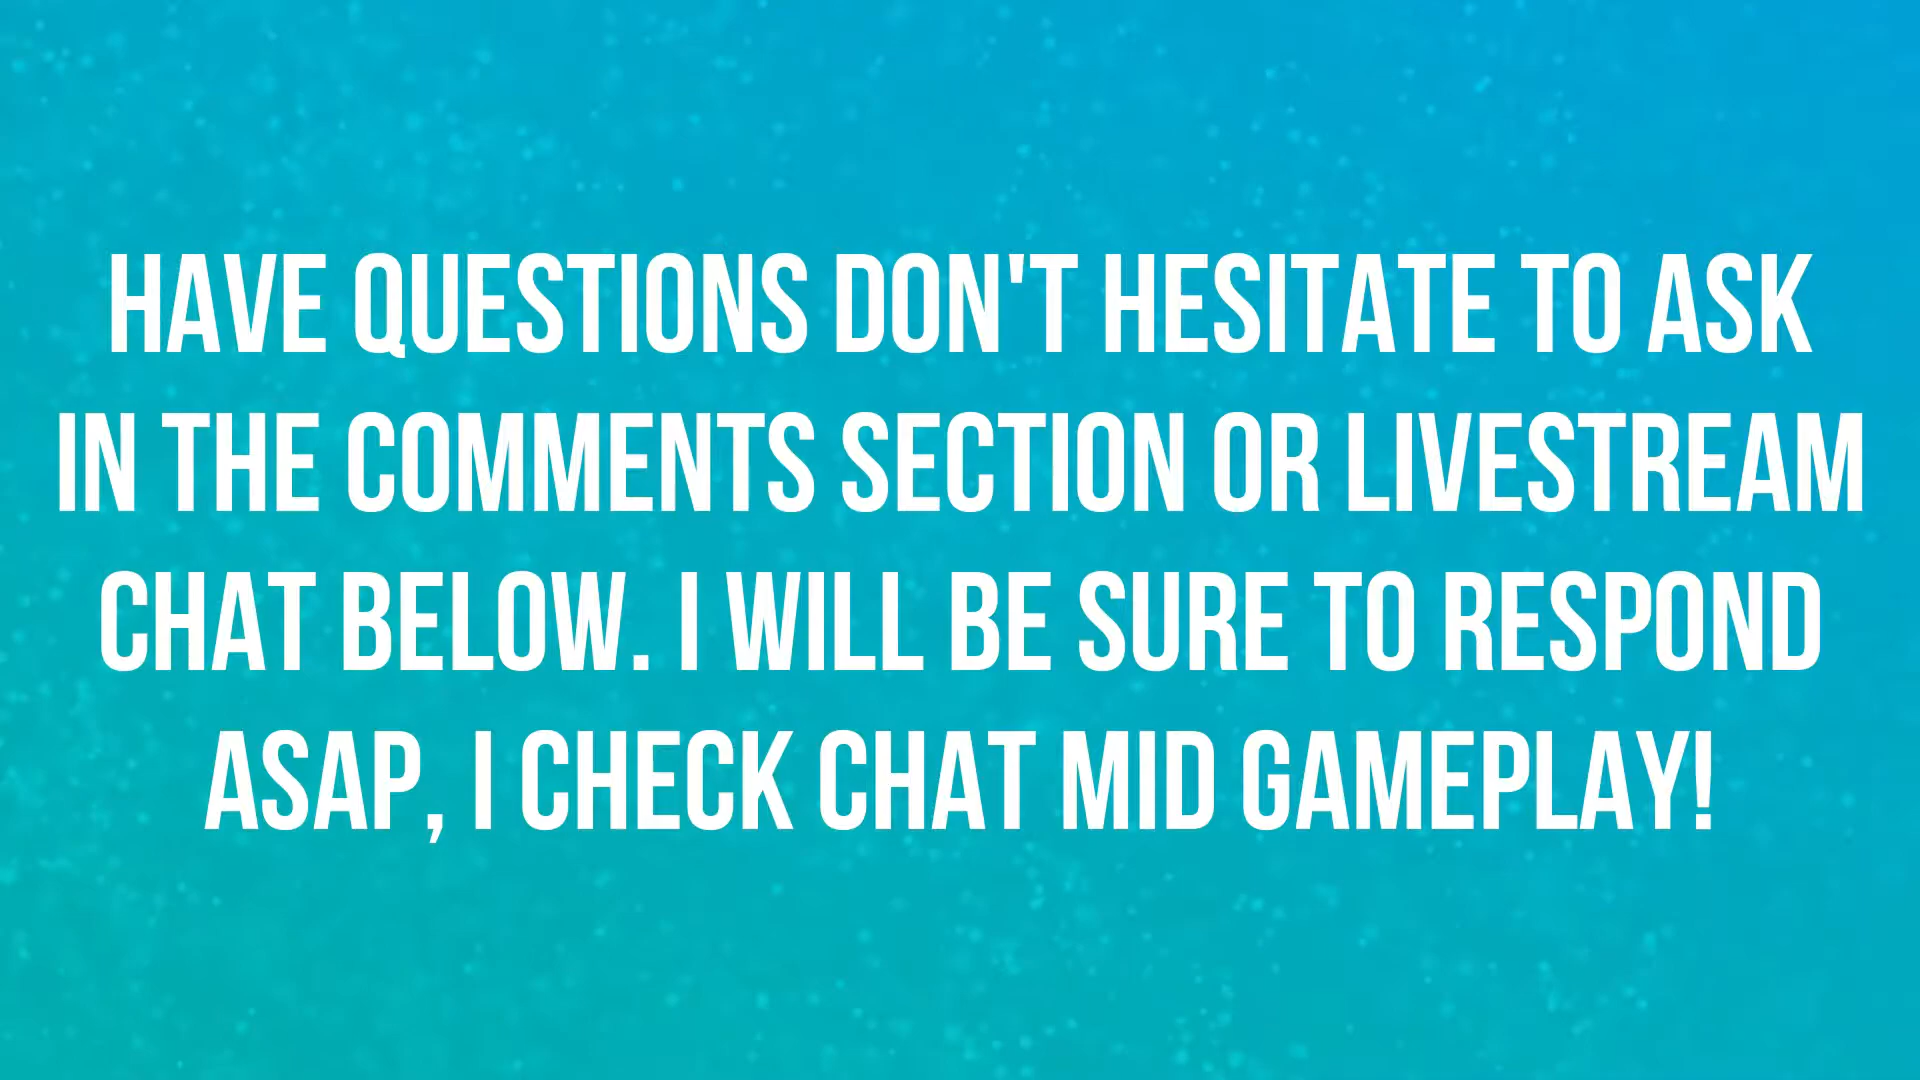 HAVE QUESTIONS DON'T HESITATE TO ASK
IN THE COMMENTS SECTION OR LIVESTREAM
CHAT BELOW. I WILL BE SURE TO RESPOND
ASAP, I CHECK CHAT MID GAMEPLAY!